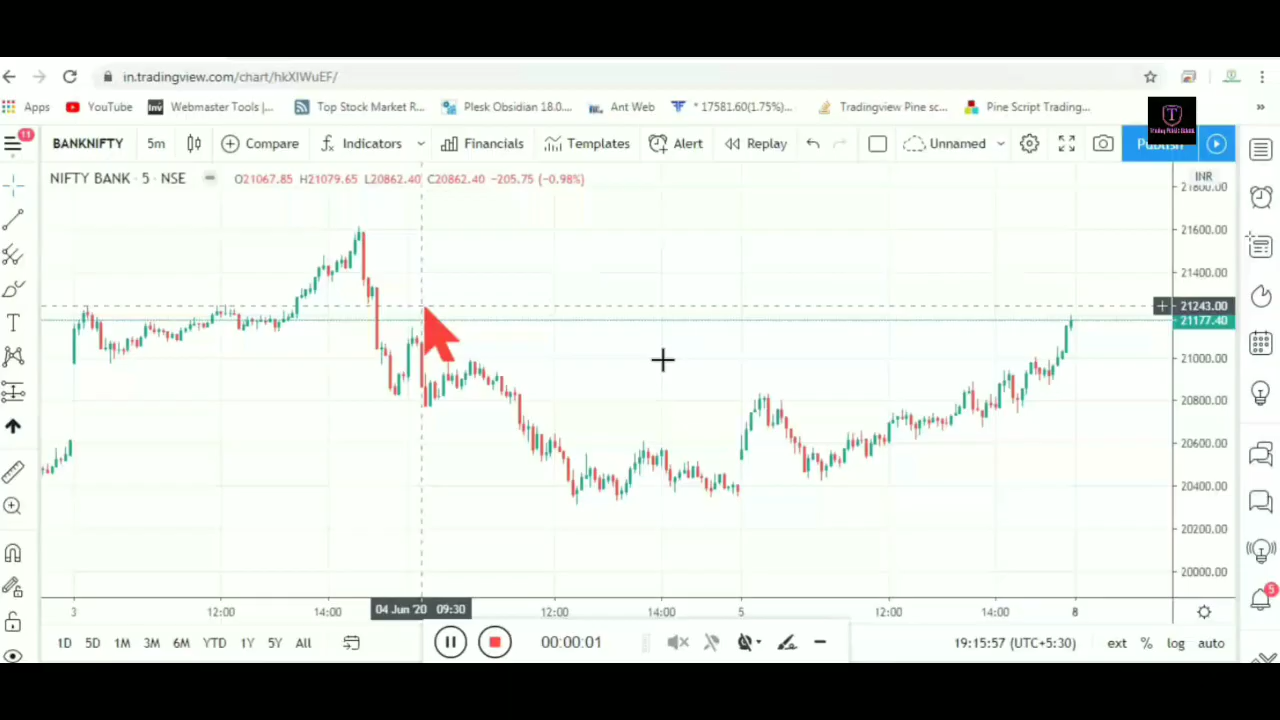 in.tradingview.com/chart/hkXIWuEF/
Apps YouTube Inv Webmaster Tools |... Top Stock Market R... Plesk Obsidian 18.0.... Ant Web * 17581.60(1.75%)... Tradingview Pine sc... Pine Script Trading... »
11 BANKNIFTY 5m Compare Indicators Financials Templates Alert Replay Unnamed
T
NIFTY BANK · 5 · NSE O21067.85 H21079.65 L20862.40 C20862.40 −205.75 (−0.98%) INR
21800.00
21600.00
21400.00
21243.00
21177.40
21000.00
20800.00
20600.00
20400.00
20200.00
20000.00
3 12:00 14:00 04 Jun '20 09:30 12:00 14:00 5 12:00 14:00 8
5
1D 5D 1M 3M 6M YTD 1Y 5Y All 00:00:01 19:15:57 (UTC+5:30) ext % log auto